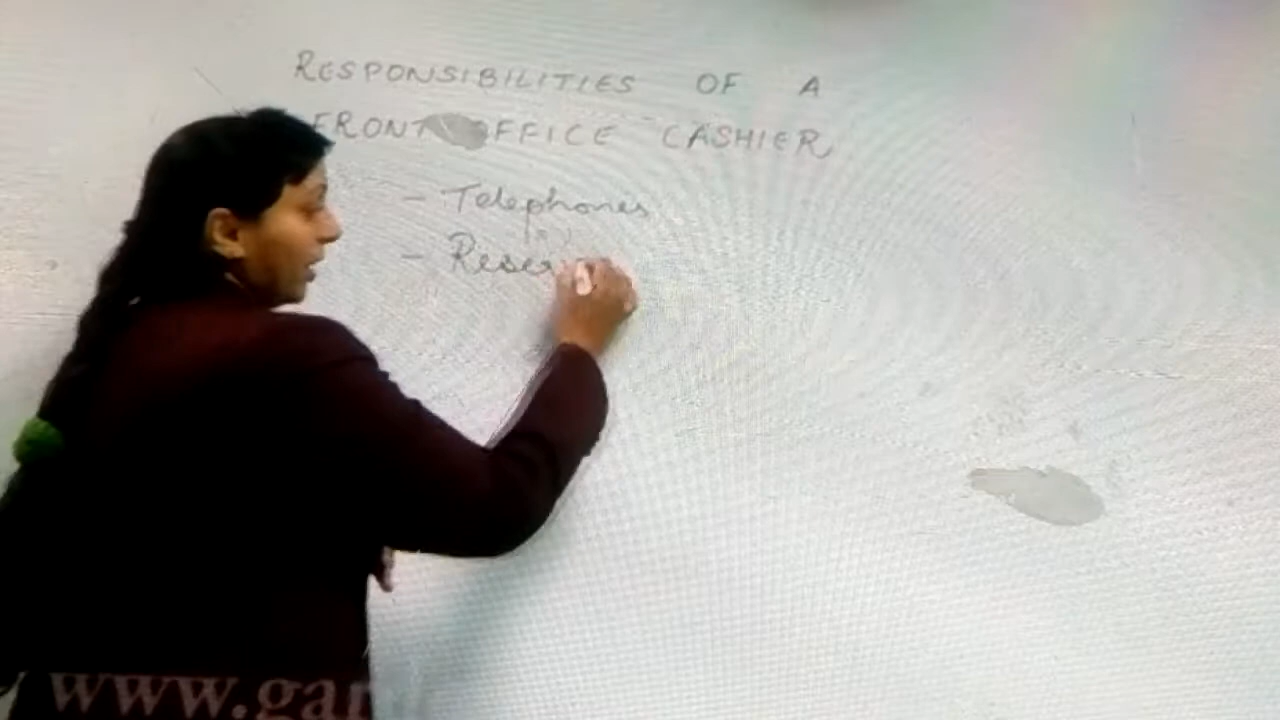 RESPONSIBILITIES OF A
FRONT OFFICE CASHIER
- Telephones
- Reser
www.gar